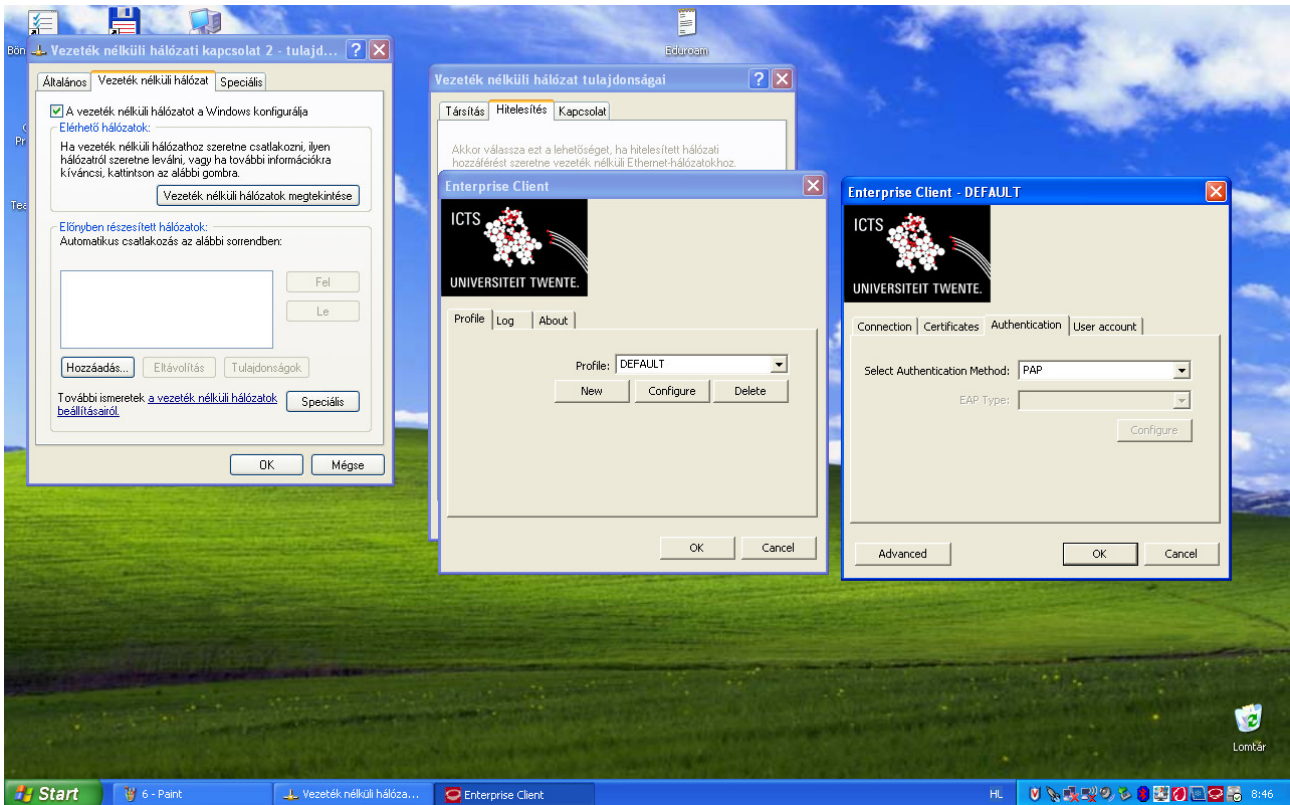 Bön
Eduroam
Pr
Tea
Vezeték nélküli hálózati kapcsolat 2 - tulajd...
Általános
Vezeték nélküli hálózat
Speciális
A vezeték nélküli hálózatot a Windows konfigurálja
Elérhető hálózatok:
Ha vezeték nélküli hálózathoz szeretne csatlakozni, ilyen
hálózatról szeretne leválni, vagy ha további információkra
kíváncsi, kattintson az alábbi gombra.
Vezeték nélküli hálózatok megtekintése
Előnyben részesített hálózatok:
Automatikus csatlakozás az alábbi sorrendben:
Fel
Le
Hozzáadás...
Eltávolítás
Tulajdonságok
További ismeretek a vezeték nélküli hálózatok
beállításairól.
Speciális
OK
Mégse
Vezeték nélküli hálózat tulajdonságai
Társítás
Hitelesítés
Kapcsolat
Akkor válassza ezt a lehetőséget, ha hitelesített hálózati
hozzáférést szeretne vezeték nélküli Ethernet-hálózatokhoz.
Enterprise Client
ICTS
UNIVERSITEIT TWENTE.
Profile
Log
About
Profile: DEFAULT
New
Configure
Delete
OK
Cancel
Enterprise Client - DEFAULT
ICTS
UNIVERSITEIT TWENTE.
Connection
Certificates
Authentication
User account
Select Authentication Method: PAP
EAP Type:
Configure
Advanced
OK
Cancel
Lomtár
Start
6 - Paint
Vezeték nélküli hálóza...
Enterprise Client
HL
8:46